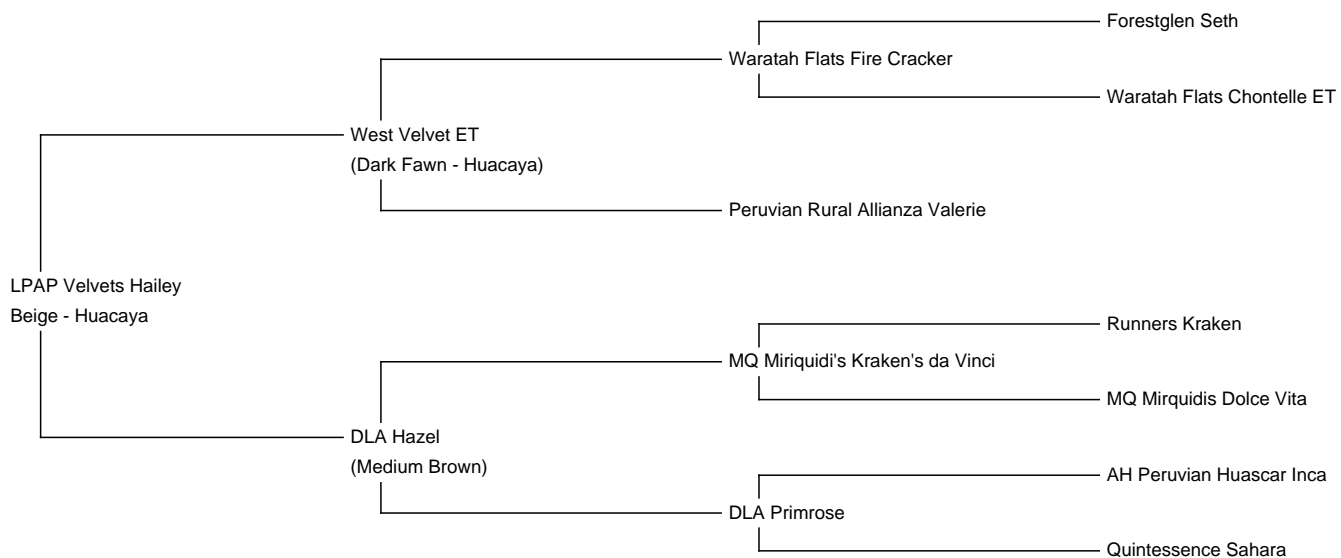 Forestglen Seth
Waratah Flats Fire Cracker
Waratah Flats Chontelle ET
West Velvet ET
(Dark Fawn - Huacaya)
Peruvian Rural Allianza Valerie
LPAP Velvets Hailey
Beige - Huacaya
Runners Kraken
MQ Miriquidi's Kraken's da Vinci
MQ Mirquidis Dolce Vita
DLA Hazel
(Medium Brown)
AH Peruvian Huascar Inca
DLA Primrose
Quintessence Sahara